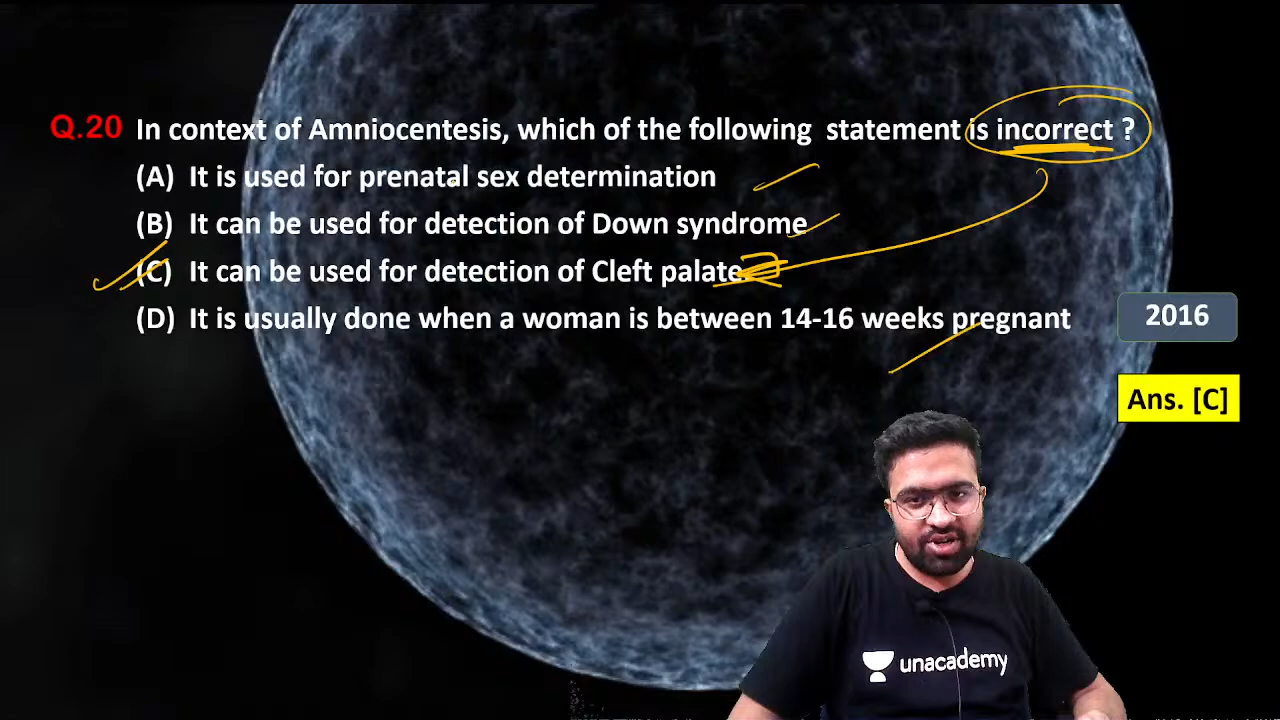 Q.20 In context of Amniocentesis, which of the following statement is incorrect ?
(A) It is used for prenatal sex determination
(B) It can be used for detection of Down syndrome
(C) It can be used for detection of Cleft palate
(D) It is usually done when a woman is between 14-16 weeks pregnant
2016
Ans. [C]
unacademy